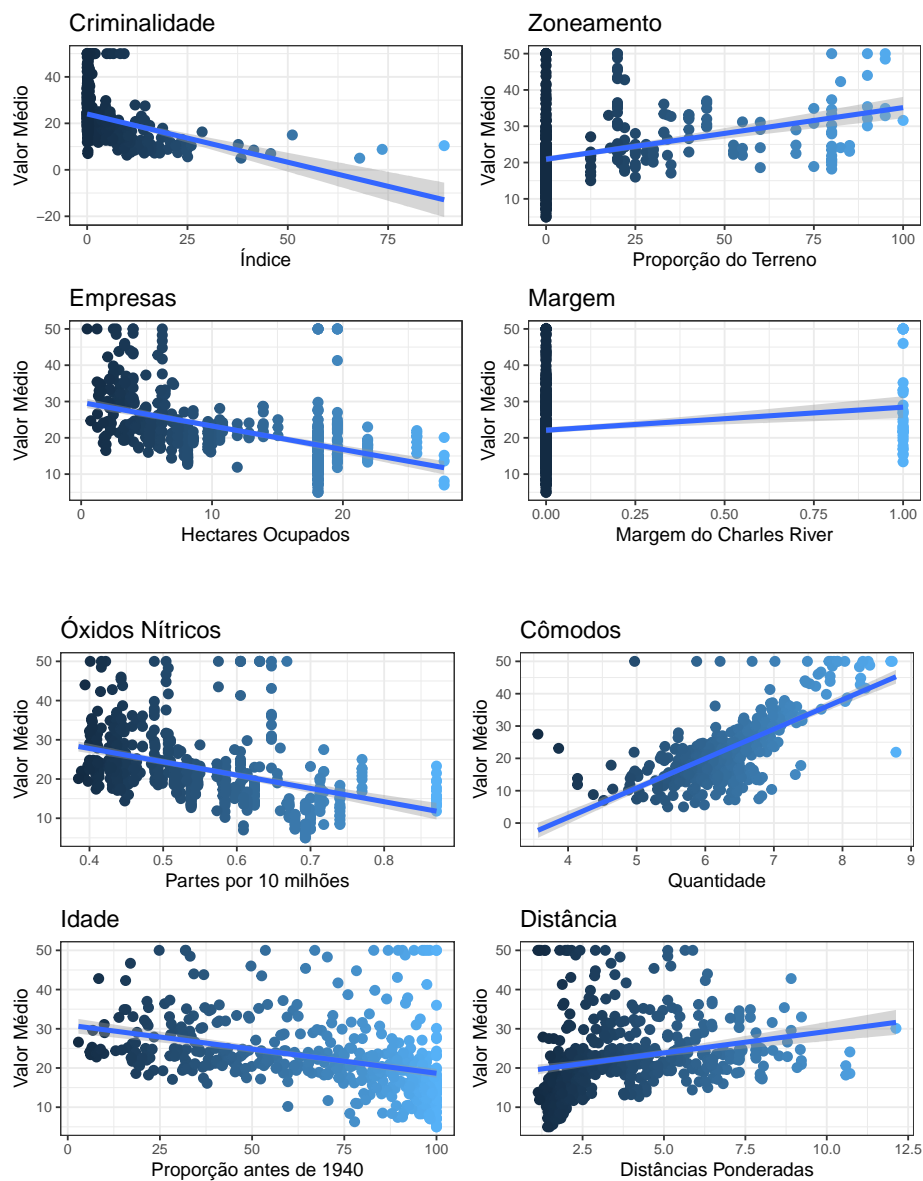 Criminalidade
Valor Médio
40
20
0
−20
0 25 50 75
Índice
Zoneamento
Valor Médio
50
40
30
20
10
0 25 50 75 100
Proporção do Terreno
Empresas
Valor Médio
50
40
30
20
10
0 10 20
Hectares Ocupados
Margem
Valor Médio
50
40
30
20
10
0.00 0.25 0.50 0.75 1.00
Margem do Charles River
Óxidos Nítricos
Valor Médio
50
40
30
20
10
0.4 0.5 0.6 0.7 0.8
Partes por 10 milhões
Cômodos
Valor Médio
50
40
30
20
10
0
4 5 6 7 8 9
Quantidade
Idade
Valor Médio
50
40
30
20
10
0 25 50 75 100
Proporção antes de 1940
Distância
Valor Médio
50
40
30
20
10
2.5 5.0 7.5 10.0 12.5
Distâncias Ponderadas